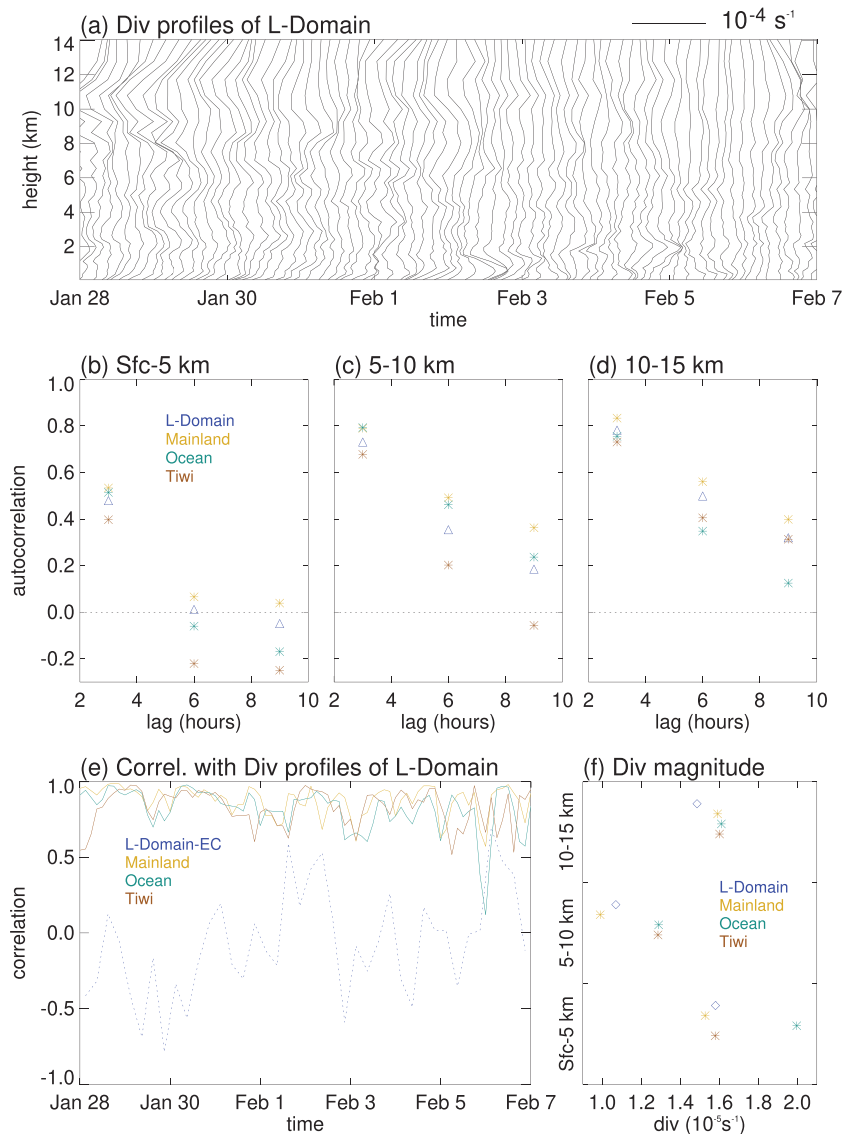 (a) Div profiles of L-Domain
10⁻⁴ s⁻¹
14
12
10
8
6
4
2
height (km)
Jan 28 Jan 30 Feb 1 Feb 3 Feb 5 Feb 7
time
(b) Sfc-5 km (c) 5-10 km (d) 10-15 km
1.0
0.8
0.6
0.4
0.2
0.0
-0.2
autocorrelation
L-Domain
Mainland
Ocean
Tiwi
2 4 6 8 10
lag (hours)
2 4 6 8 10
lag (hours)
2 4 6 8 10
lag (hours)
(e) Correl. with Div profiles of L-Domain
1.0
0.5
0.0
-0.5
-1.0
correlation
L-Domain-EC
Mainland
Ocean
Tiwi
Jan 28 Jan 30 Feb 1 Feb 3 Feb 5 Feb 7
time
(f) Div magnitude
10-15 km
5-10 km
Sfc-5 km
L-Domain
Mainland
Ocean
Tiwi
1.0 1.2 1.4 1.6 1.8 2.0
div (10⁻⁵s⁻¹)